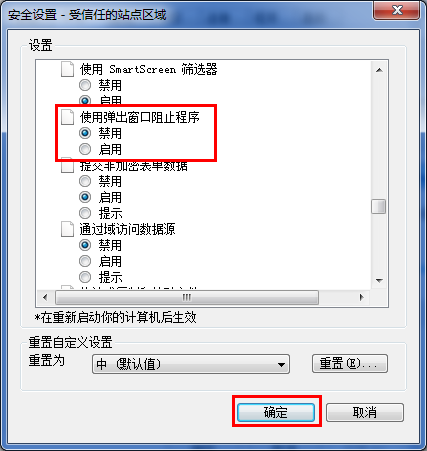 安全设置 - 受信任的站点区域
设置
使用 SmartScreen 筛选器
禁用
启用
使用弹出窗口阻止程序
禁用
启用
提交非加密表单数据
禁用
启用
提示
通过域访问数据源
禁用
启用
提示
*在重新启动你的计算机后生效
重置自定义设置
重置为
中 (默认值)
重置(E)...
确定
取消